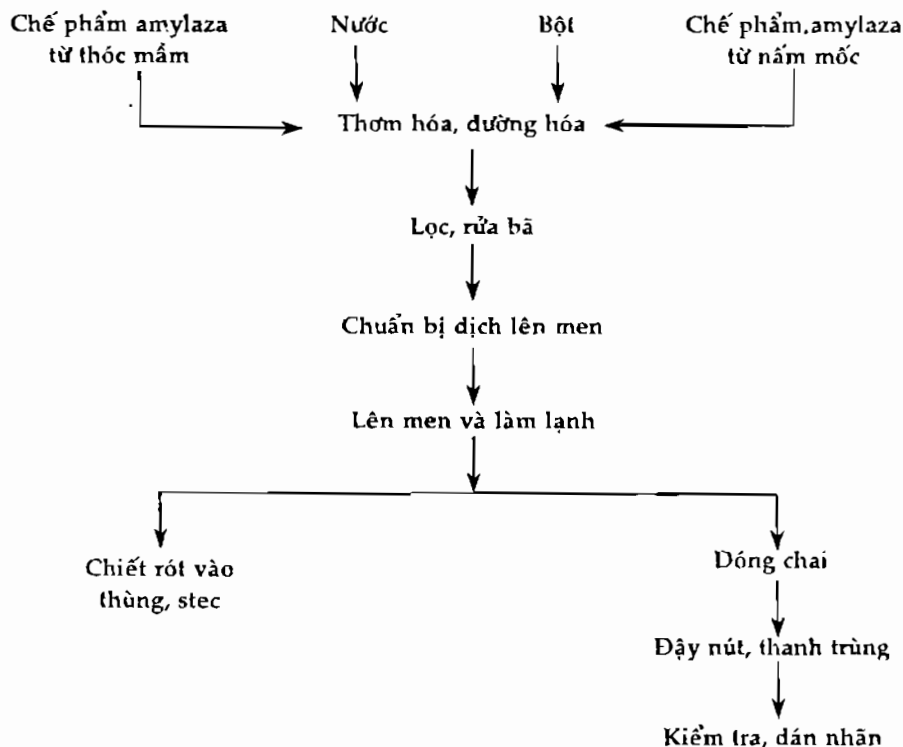 Chế phẩm amylaza
từ thóc mầm
Nước
Bột
Chế phẩm.amylaza
từ nấm mốc
Thơm hóa, đường hóa
Lọc, rửa bã
Chuẩn bị dịch lên men
Lên men và làm lạnh
Chiết rót vào
thùng, stec
Đóng chai
Đậy nút, thanh trùng
Kiểm tra, dán nhãn